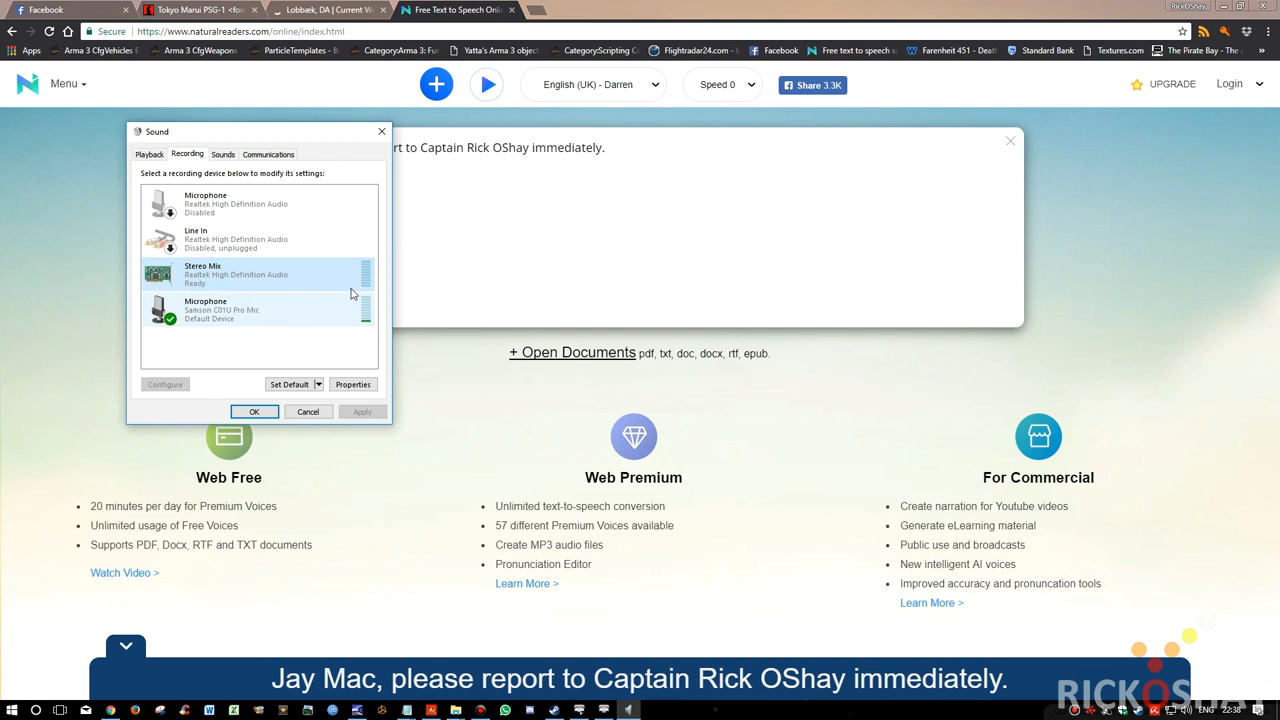 Facebook
Tokyo Marui PSG-1 <fon
Lobbæk, DA | Current W
Free Text to Speech Onlin
RickOShay
Secure
https://www.naturalreaders.com/online/index.html
Apps
Arma 3 CfgVehicles E
Arma 3 CfgWeapons
ParticleTemplates - B
Category:Arma 3: Fun
Yatta's Arma 3 object
Category:Scripting Co
Flightradar24.com - L
Facebook
Free text to speech so
Farenheit 451 - Death
Standard Bank
Textures.com
The Pirate Bay - The
Menu
English (UK) - Darren
Speed 0
Share 3.3K
UPGRADE
Login
Sound
Playback
Recording
Sounds
Communications
Select a recording device below to modify its settings:
Microphone
Realtek High Definition Audio
Disabled
Line In
Realtek High Definition Audio
Disabled, unplugged
Stereo Mix
Realtek High Definition Audio
Ready
Microphone
Samson C01U Pro Mic
Default Device
Configure
Set Default
Properties
OK
Cancel
Apply
rt to Captain Rick OShay immediately.
+ Open Documents pdf, txt, doc, docx, rtf, epub.
Web Free
20 minutes per day for Premium Voices
Unlimited usage of Free Voices
Supports PDF, Docx, RTF and TXT documents
Watch Video >
Web Premium
Unlimited text-to-speech conversion
57 different Premium Voices available
Create MP3 audio files
Pronunciation Editor
Learn More >
For Commercial
Create narration for Youtube videos
Generate eLearning material
Public use and broadcasts
New intelligent AI voices
Improved accuracy and pronuncation tools
Learn More >
Jay Mac, please report to Captain Rick OShay immediately.
RICKOS
ENG
22:38